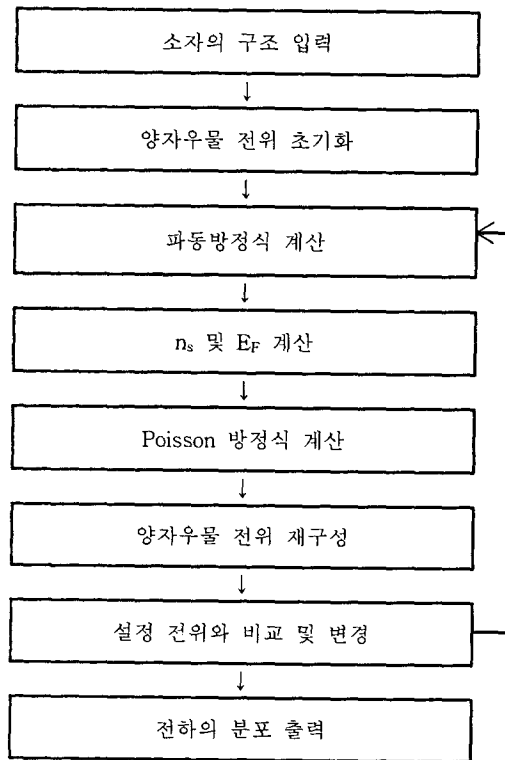 소자의 구조 입력
↓
양자우물 전위 초기화
↓
파동방정식 계산
↓
nₛ 및 E_F 계산
↓
Poisson 방정식 계산
↓
양자우물 전위 재구성
↓
설정 전위와 비교 및 변경
↓
전하의 분포 출력